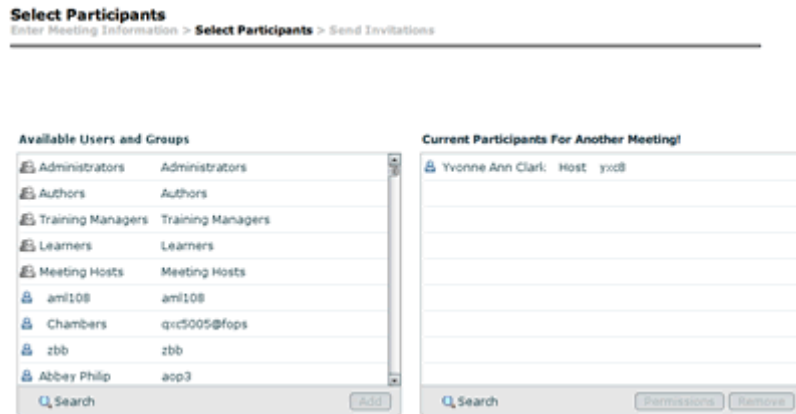 Select Participants
Enter Meeting Information > Select Participants > Send Invitations
Available Users and Groups
Administrators Administrators
Authors Authors
Training Managers Training Managers
Learners Learners
Meeting Hosts Meeting Hosts
aml108 aml108
Chambers qxc5005@fops
zbb zbb
Abbey Philip aop3
Search Add
Current Participants For Another Meeting!
Yvonne Ann Clark Host yxc8
Search Permissions Remove